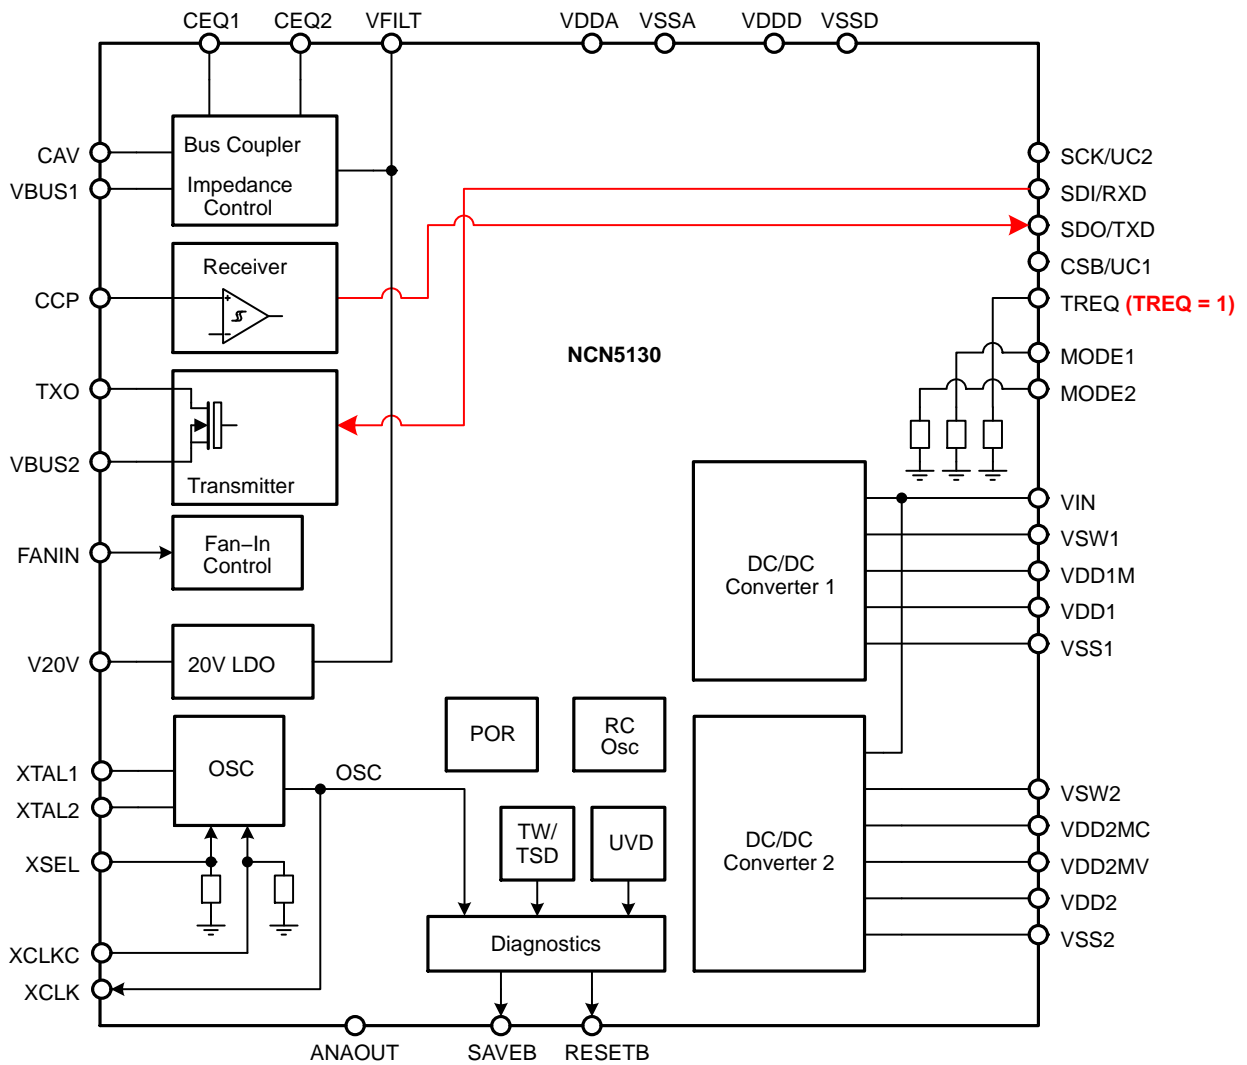 CEQ1 CEQ2 VFILT VDDA VSSA VDDD VSSD
CAV
VBUS1
CCP
TXO
VBUS2
FANIN
V20V
XTAL1
XTAL2
XSEL
XCLKC
XCLK
Bus Coupler
Impedance
Control
Receiver
+
Transmitter
Fan−In
Control
20V LDO
OSC
OSC
NCN5130
POR
RC
Osc
TW/
TSD
UVD
Diagnostics
DC/DC
Converter 1
DC/DC
Converter 2
SCK/UC2
SDI/RXD
SDO/TXD
CSB/UC1
TREQ (TREQ = 1)
MODE1
MODE2
VIN
VSW1
VDD1M
VDD1
VSS1
VSW2
VDD2MC
VDD2MV
VDD2
VSS2
ANAOUT SAVEB RESETB